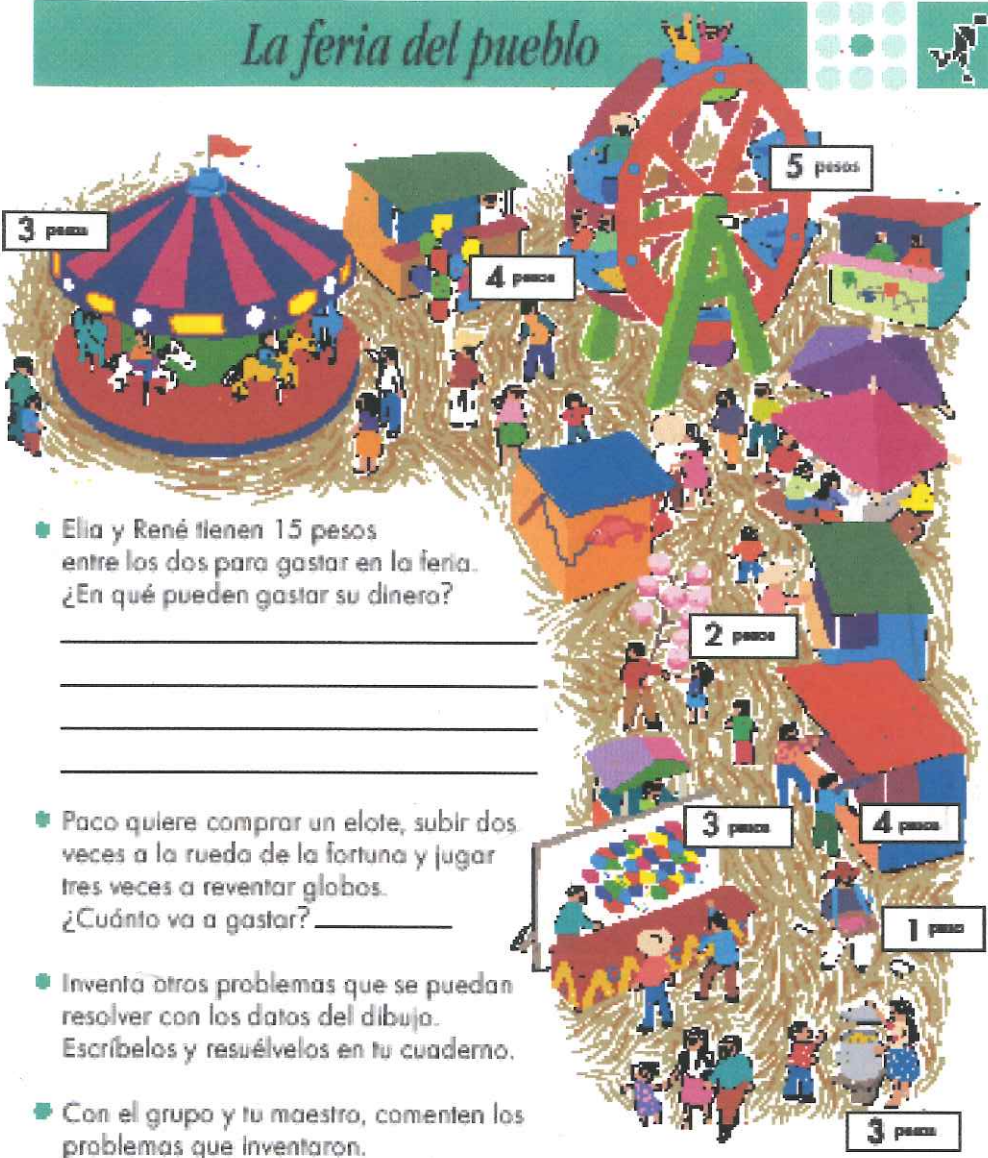 La feria del pueblo
3 pesos
4 pesos
5 pesos
Elia y René tienen 15 pesos
entre los dos para gastar en la feria.
¿En qué pueden gastar su dinero?
2 pesos
3 pesos
4 pesos
Paco quiere comprar un elote, subir dos
veces a la rueda de la fortuna y jugar
tres veces a reventar globos.
¿Cuánto va a gastar?
1 peso
Inventa otros problemas que se puedan
resolver con los datos del dibujo.
Escríbelos y resuélvelos en tu cuaderno.
Con el grupo y tu maestro, comenten los
problemas que inventaron.
3 pesos